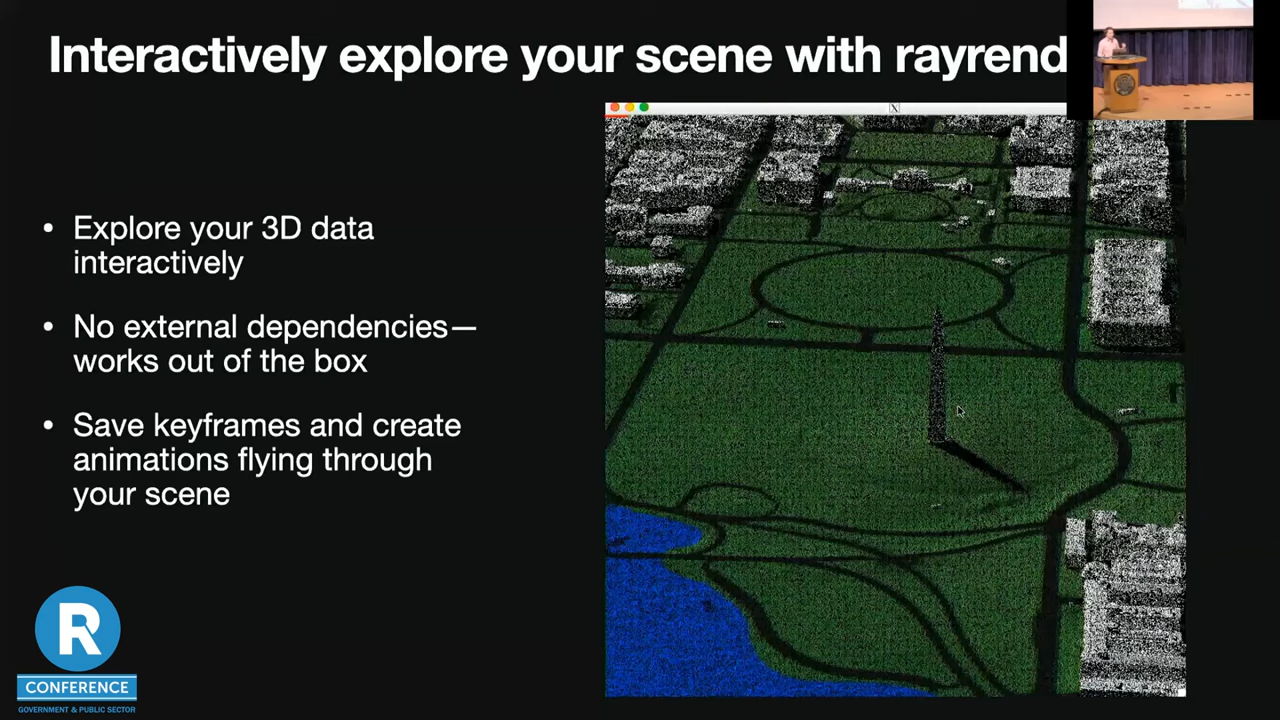 Interactively explore your scene with rayrend
• Explore your 3D data
interactively
• No external dependencies—
works out of the box
• Save keyframes and create
animations flying through
your scene
X
R
CONFERENCE
GOVERNMENT & PUBLIC SECTOR